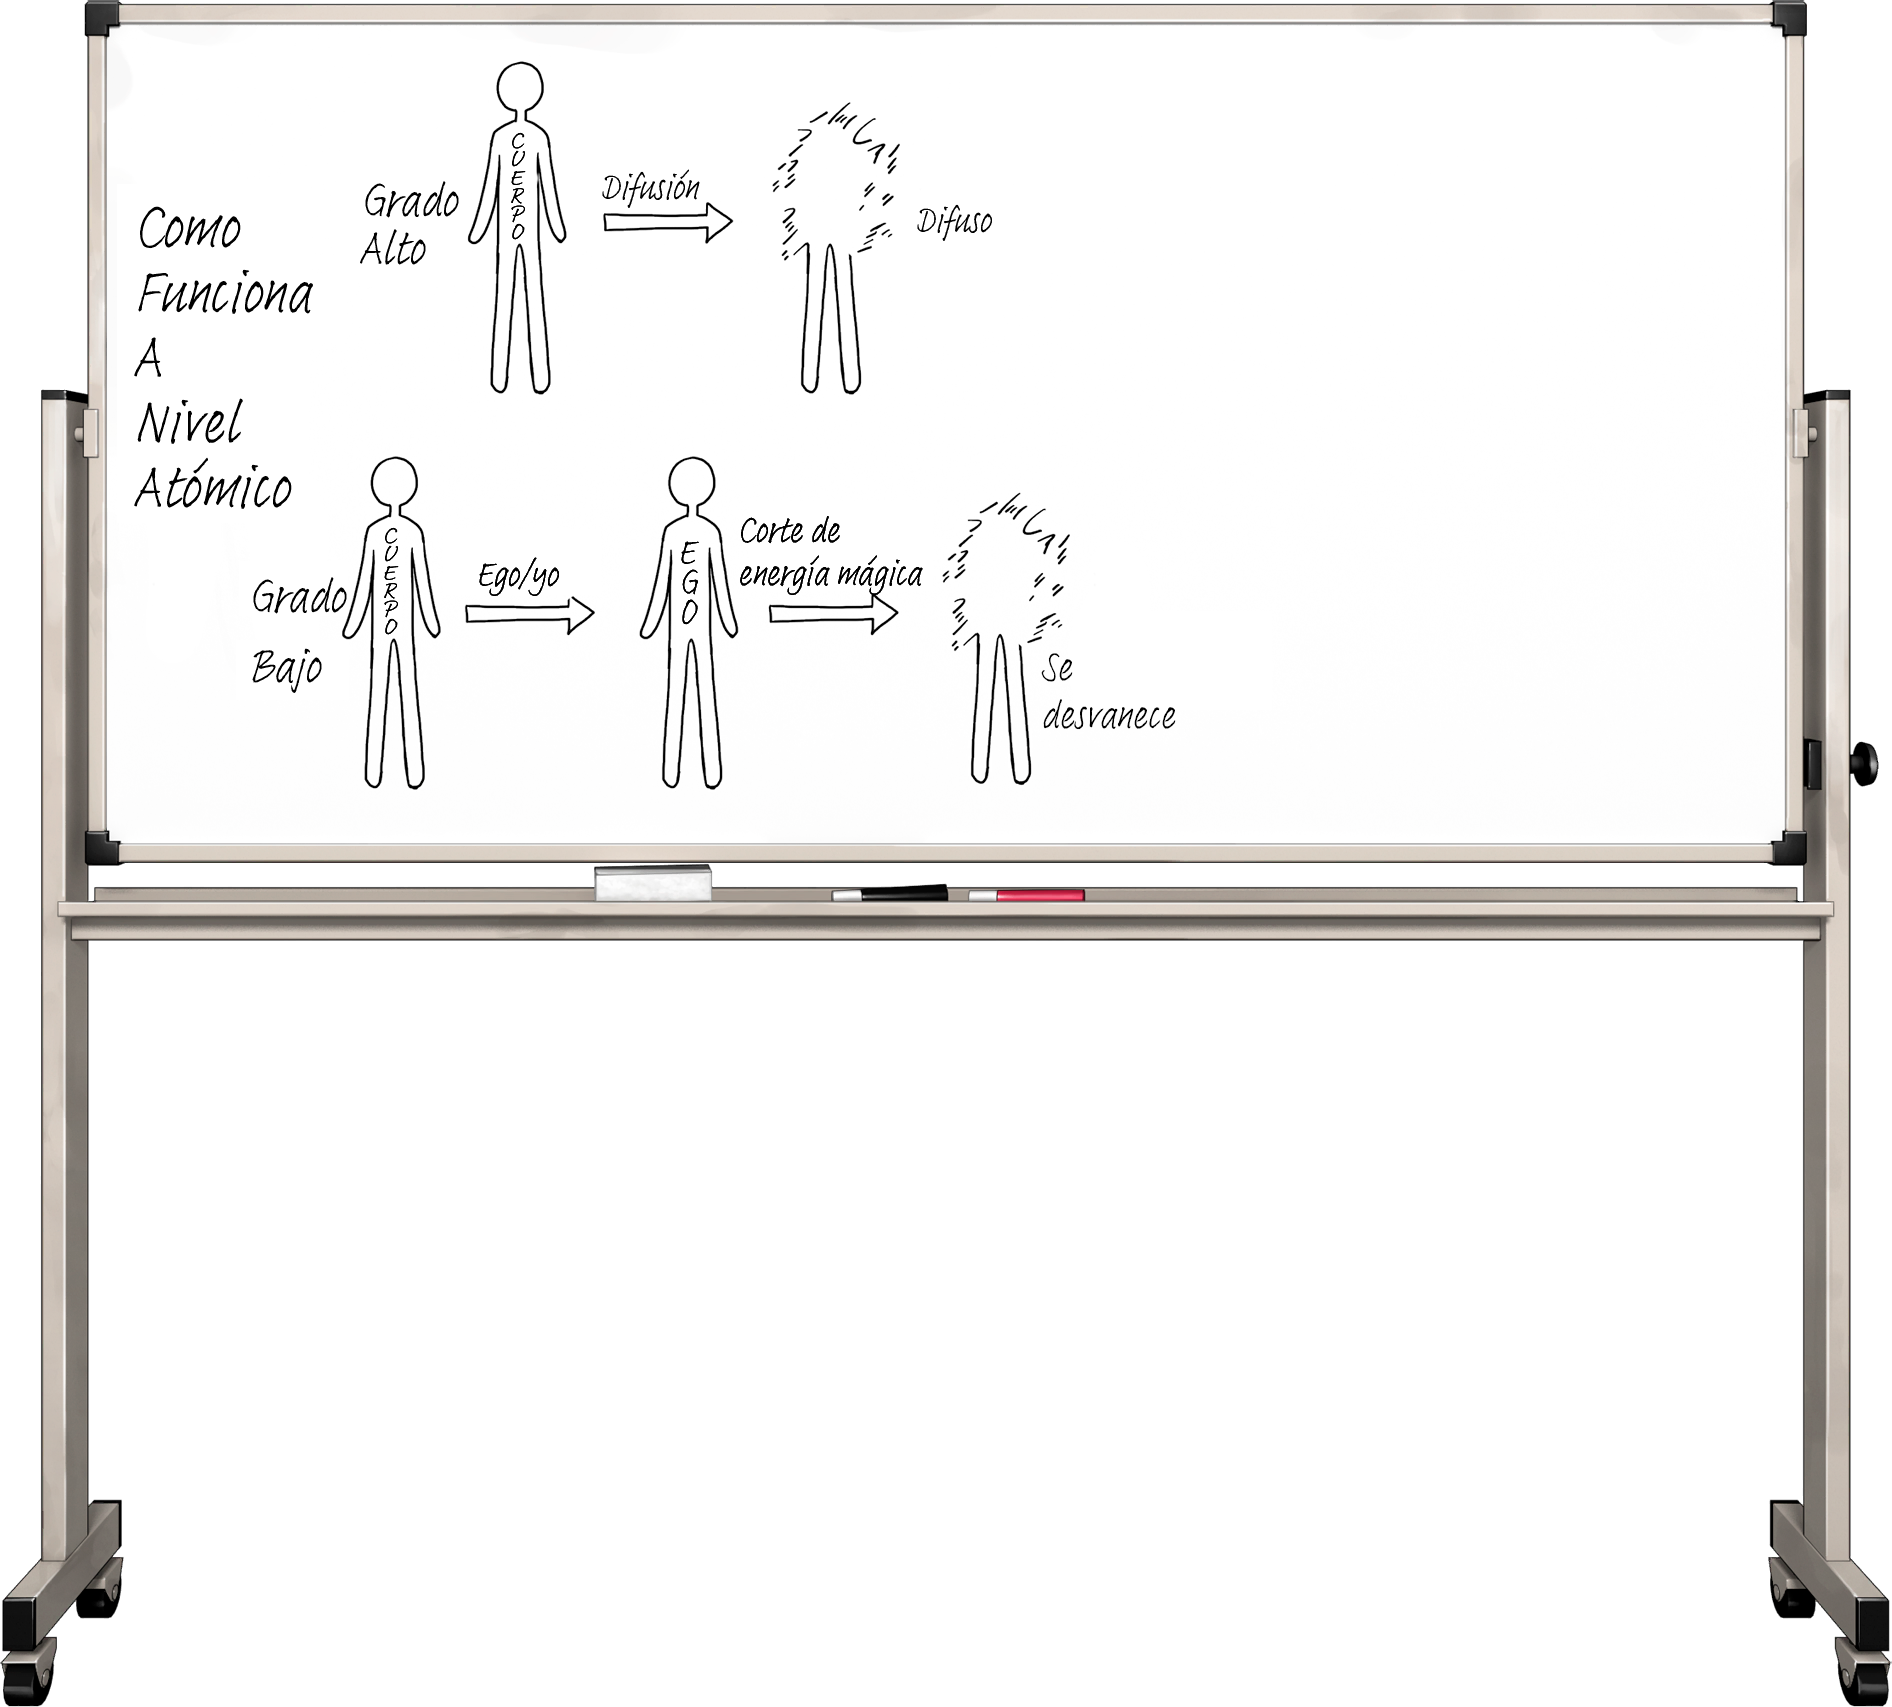 Como
Funciona
A
Nivel
Atómico
Grado
Alto
CUERPO
Difusión
Difuso
Grado
Bajo
CUERPO
Ego/yo
EGO
Corte de
energía mágica
Se
desvanece